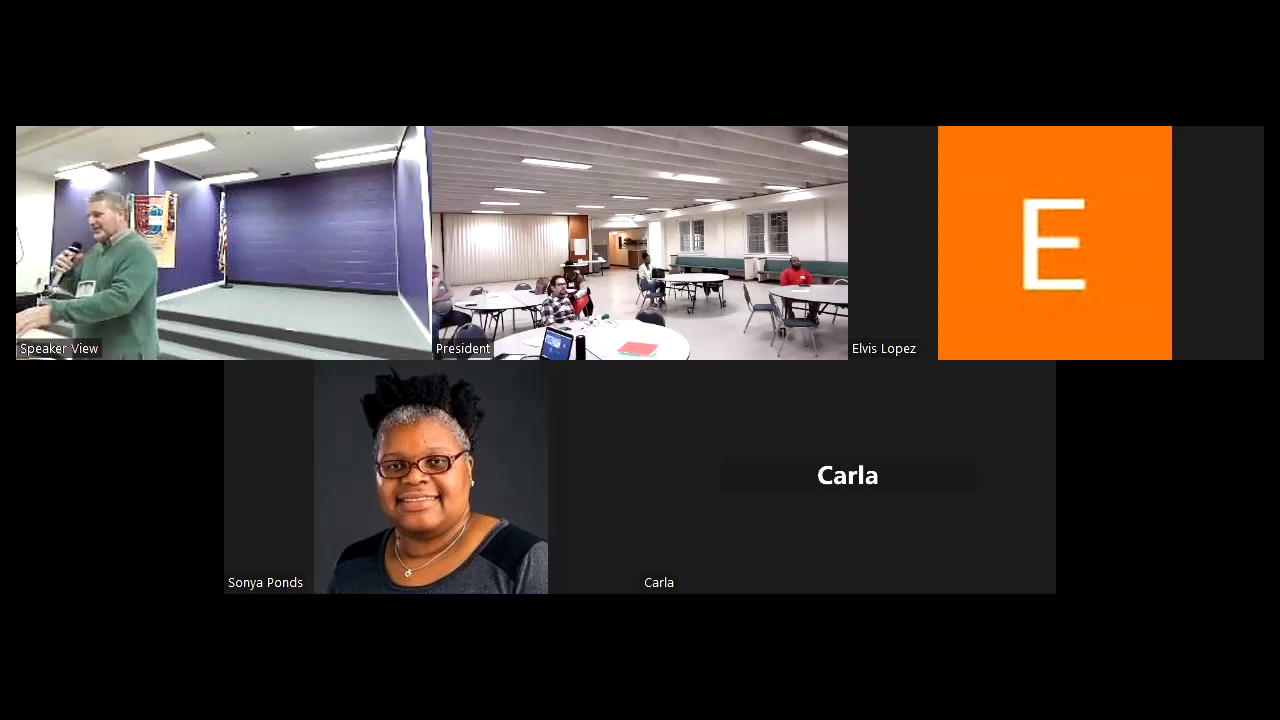 Speaker View
President
E
Elvis Lopez
Sonya Ponds
Carla
Carla